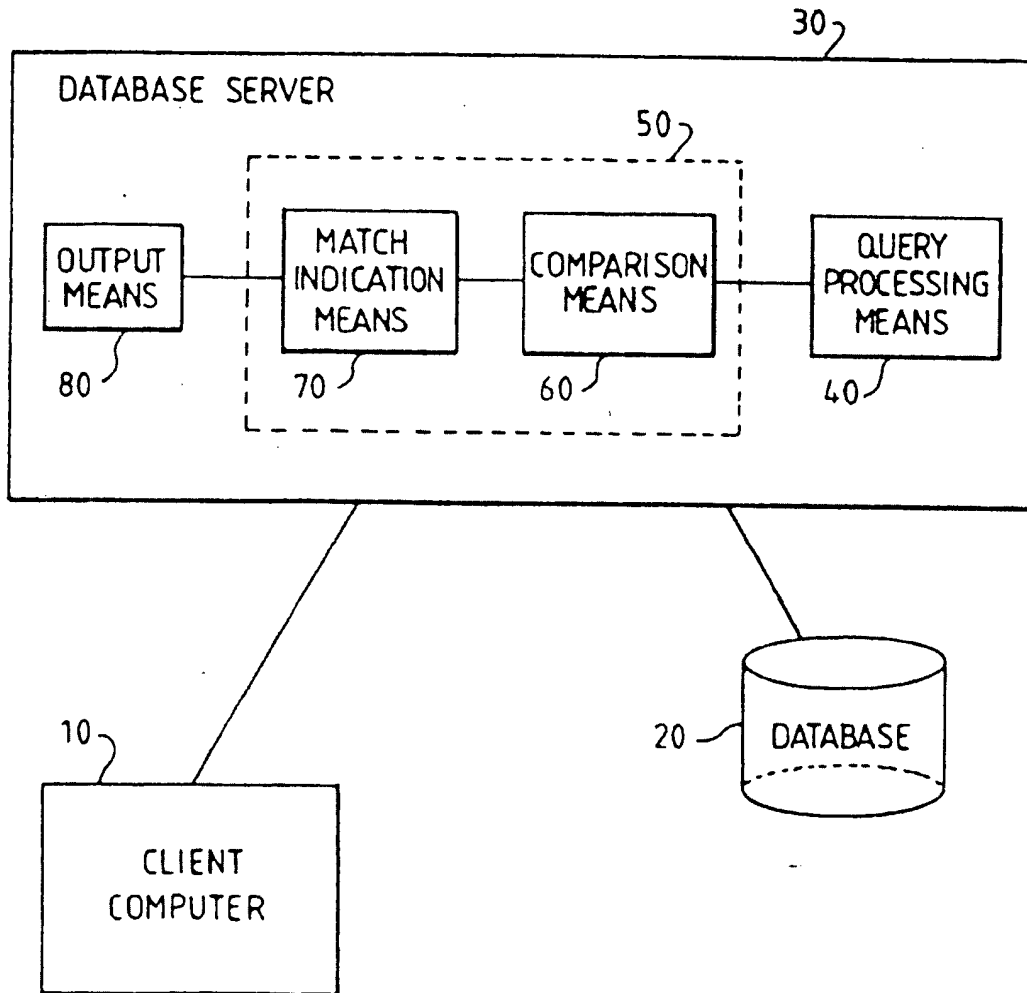 30
DATABASE SERVER
50
OUTPUT
MEANS
MATCH
INDICATION
MEANS
COMPARISON
MEANS
QUERY
PROCESSING
MEANS
80
70
60
40
10
20
DATABASE
CLIENT
COMPUTER